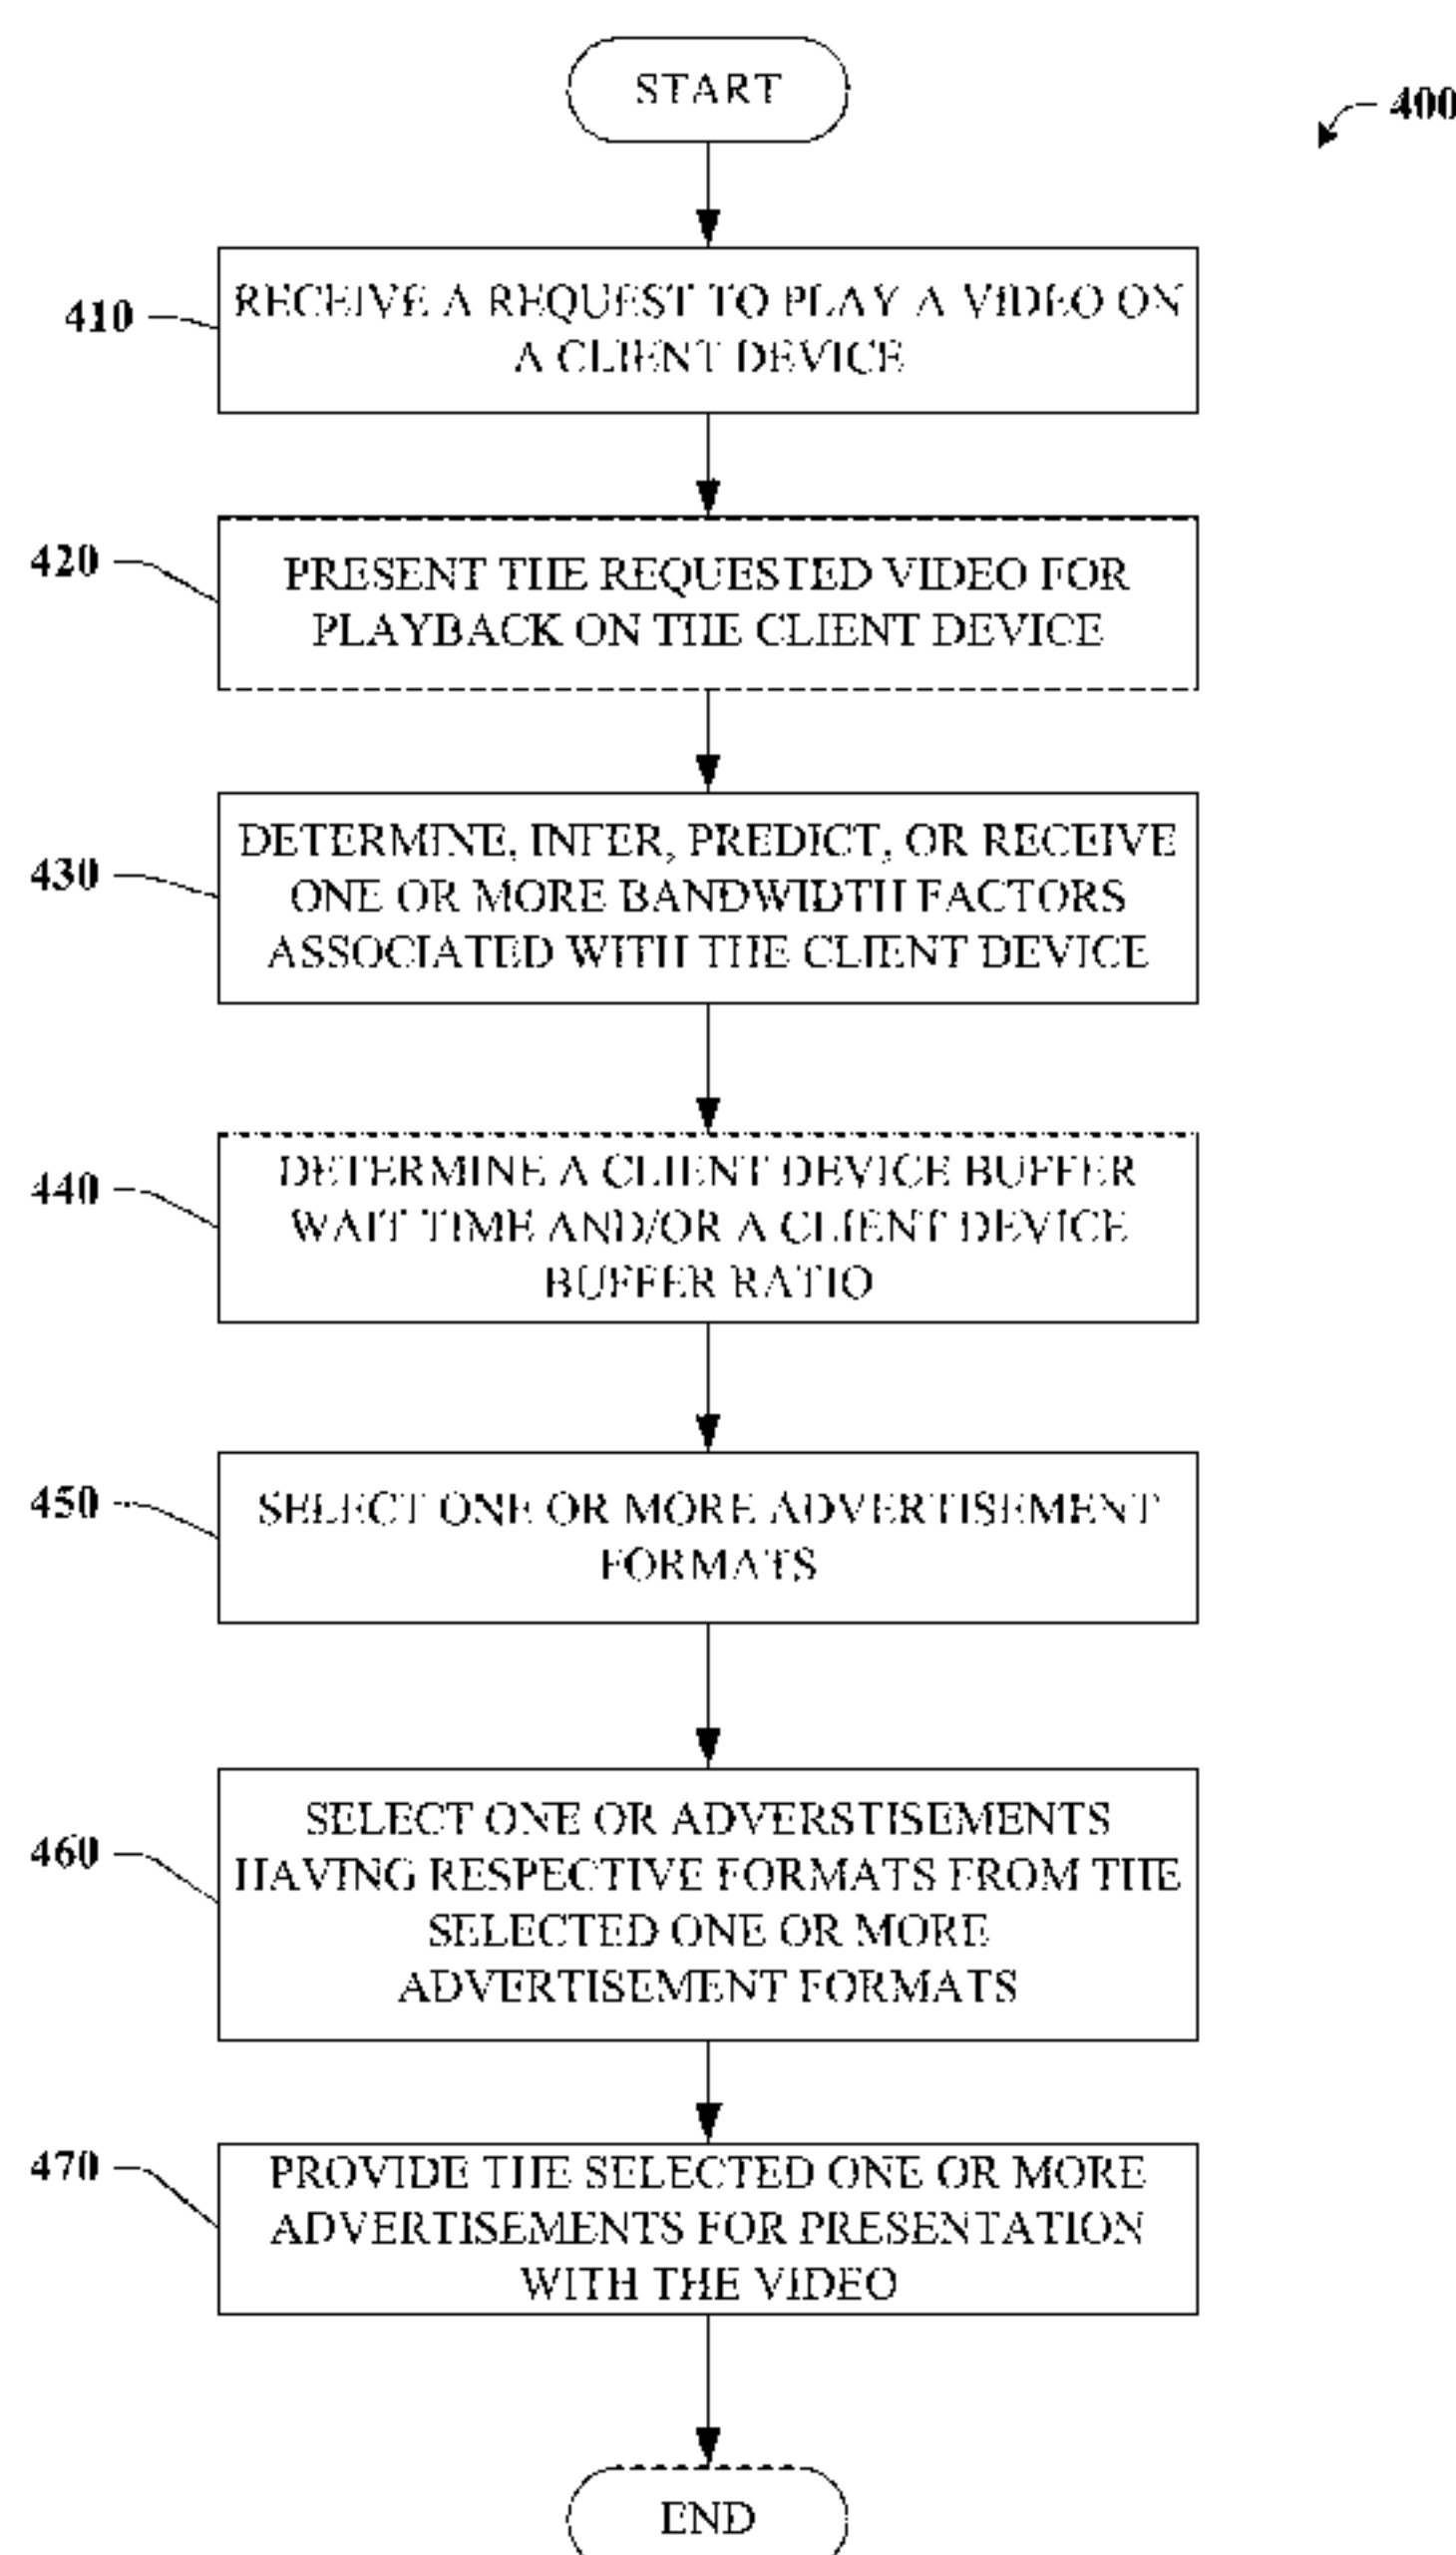 START
400
410
RECEIVE A REQUEST TO PLAY A VIDEO ON
A CLIENT DEVICE
420
PRESENT THE REQUESTED VIDEO FOR
PLAYBACK ON THE CLIENT DEVICE
430
DETERMINE, INFER, PREDICT, OR RECEIVE
ONE OR MORE BANDWIDTH FACTORS
ASSOCIATED WITH THE CLIENT DEVICE
440
DETERMINE A CLIENT DEVICE BUFFER
WAIT TIME AND/OR A CLIENT DEVICE
BUFFER RATIO
450
SELECT ONE OR MORE ADVERTISEMENT
FORMATS
460
SELECT ONE OR ADVERSTISEMENTS
HAVING RESPECTIVE FORMATS FROM THE
SELECTED ONE OR MORE
ADVERTISEMENT FORMATS
470
PROVIDE THE SELECTED ONE OR MORE
ADVERTISEMENTS FOR PRESENTATION
WITH THE VIDEO
END